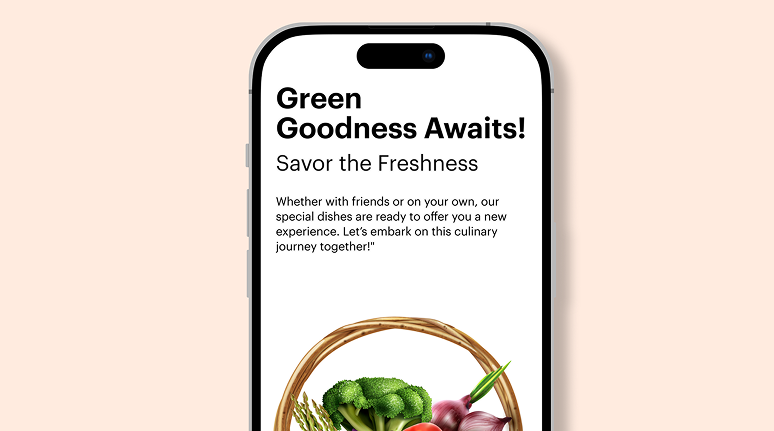 Green
Goodness Awaits!
Savor the Freshness
Whether with friends or on your own, our
special dishes are ready to offer you a new
experience. Let’s embark on this culinary
journey together!"